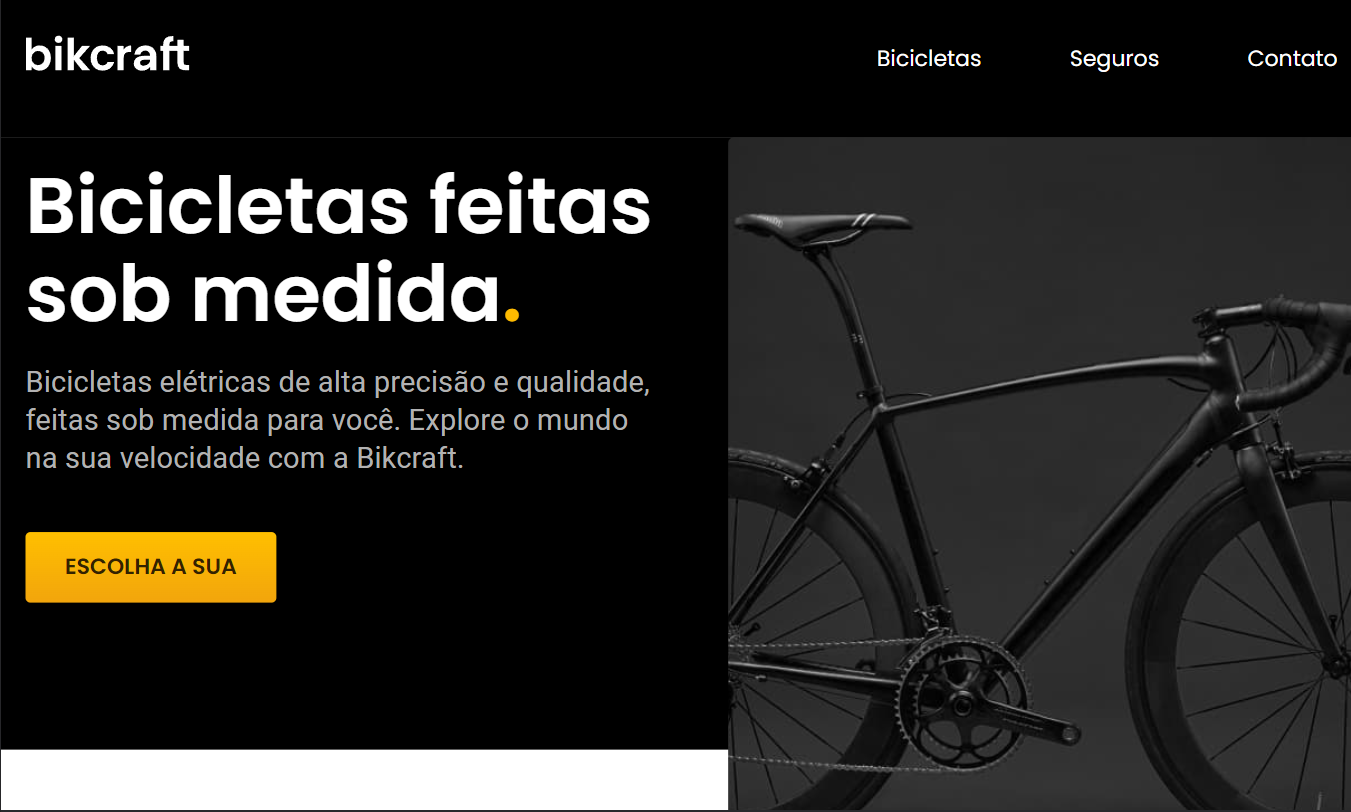 bikcraft
Bicicletas
Seguros
Contato
Bicicletas feitas
sob medida.
Bicicletas elétricas de alta precisão e qualidade,
feitas sob medida para você. Explore o mundo
na sua velocidade com a Bikcraft.
ESCOLHA A SUA